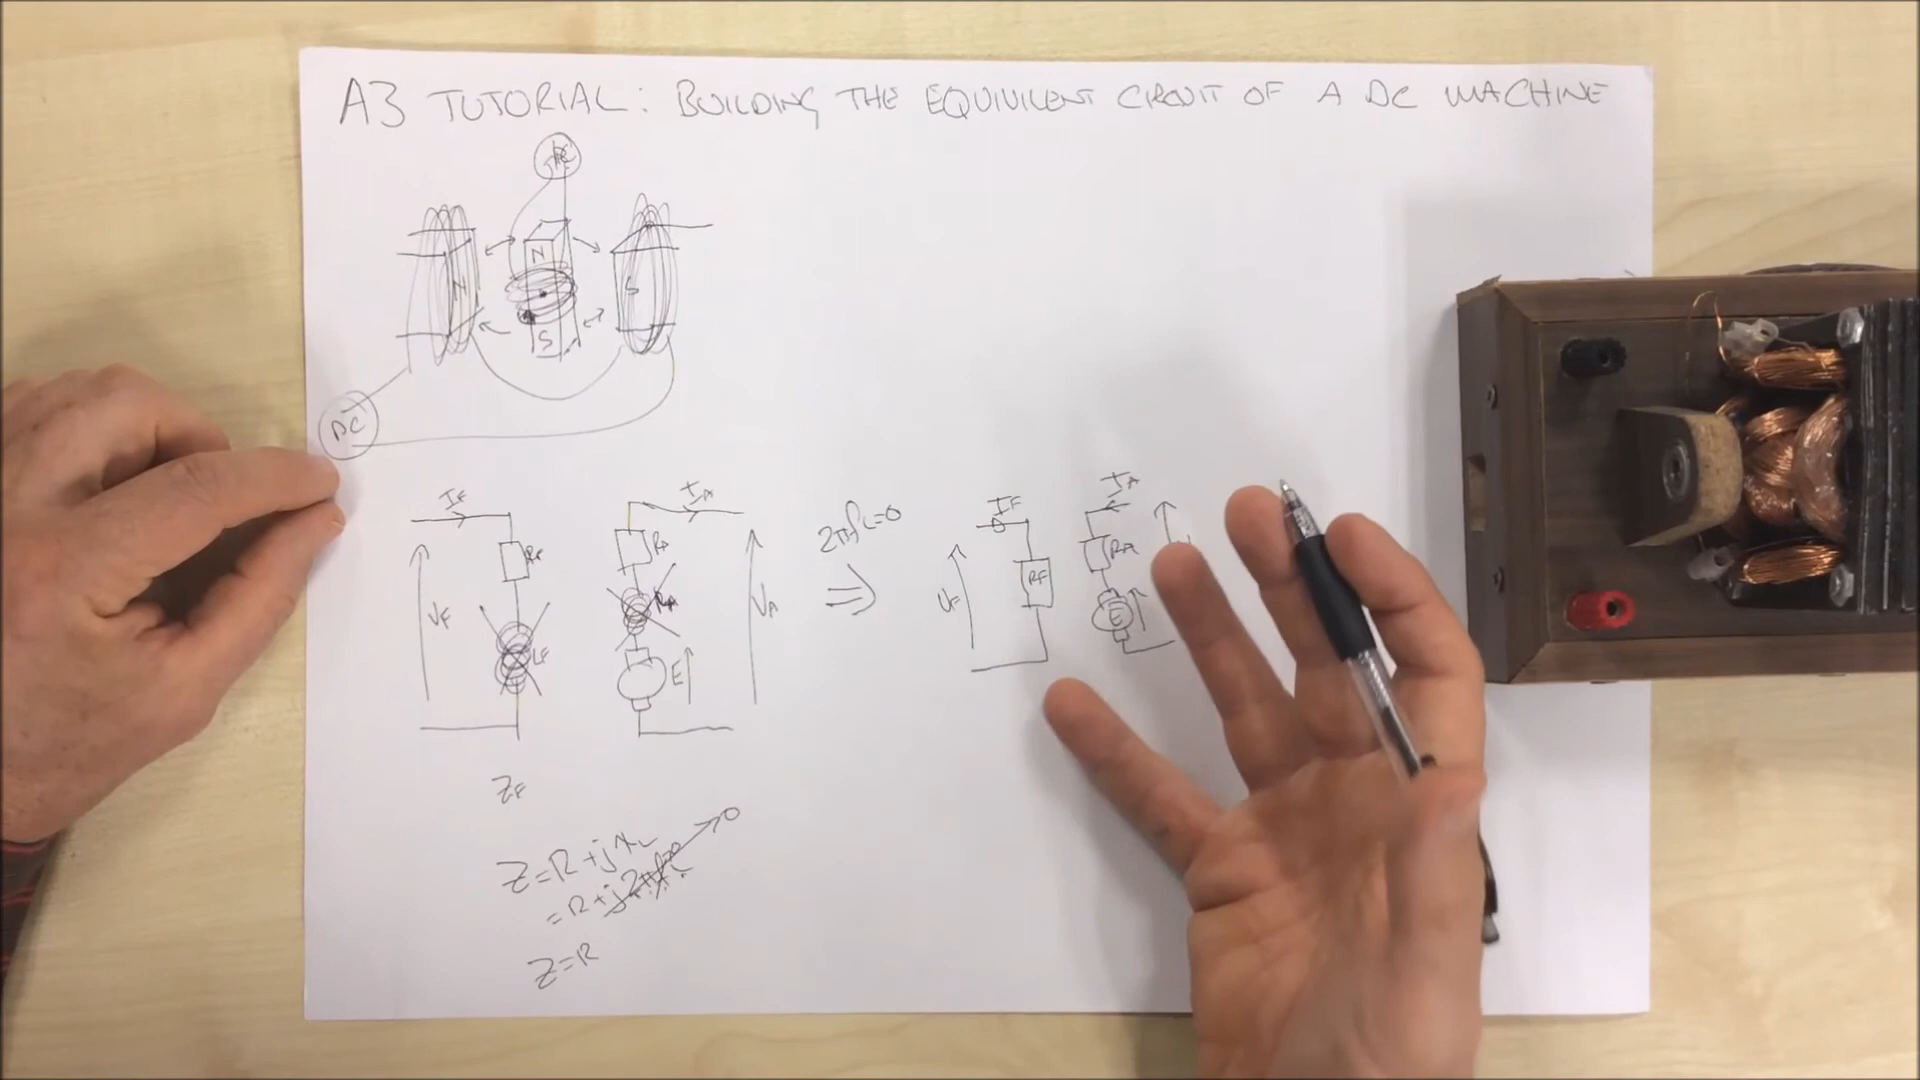 A3 TUTORIAL: BUILDING THE EQUIVILENT CIRCUIT OF A DC MACHINE
N
N
S
S
DC
IF
IA
RF
RA
VF
LF
VA
E
2πfL=0
⇒
IF
IA
RF
RA
VF
E
ZF
Z=R+jXL
=R+j2πfL →0
Z=R